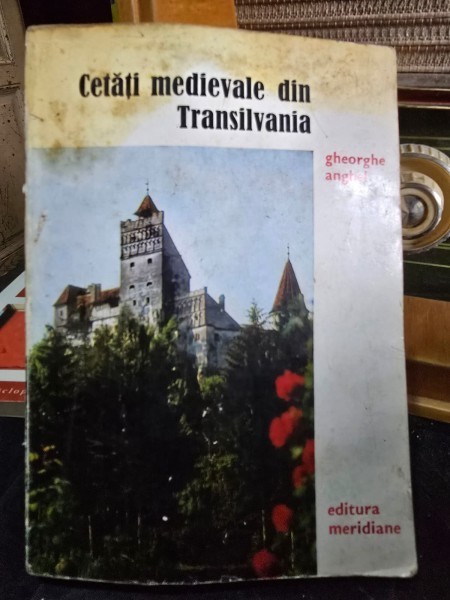 Cetăți medievale din
Transilvania
gheorghe
editura
meridiane